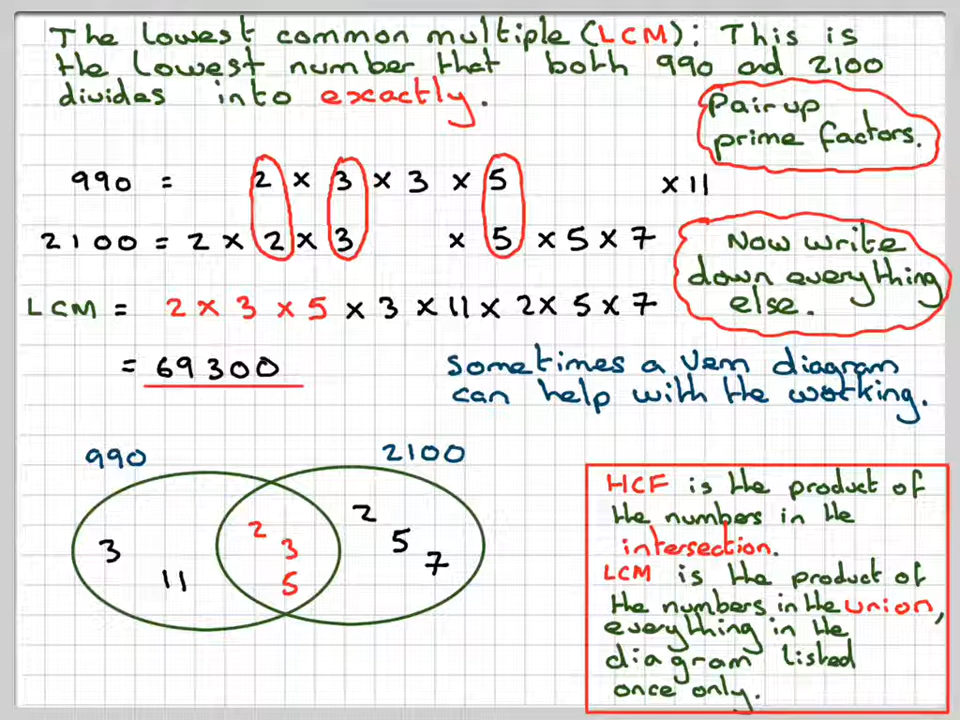 The lowest common multiple (LCM): This is
the lowest number that both 990 ad 2100
divides into exactly.
Pair up
prime factors.
990 = 2 × 3 × 3 × 5 × 11
2100 = 2 × 2 × 3 × 5 × 5 × 7
Now write
down everything
else.
LCM = 2 × 3 × 5 × 3 × 11 × 2 × 5 × 7
= 69300
Sometimes a Venn diagram
can help with the working.
990
2100
3
11
2
3
5
2
5
7
HCF is the product of
the numbers in the
intersection.
LCM is the product of
the numbers in the union,
everything in the
diagram listed
once only.